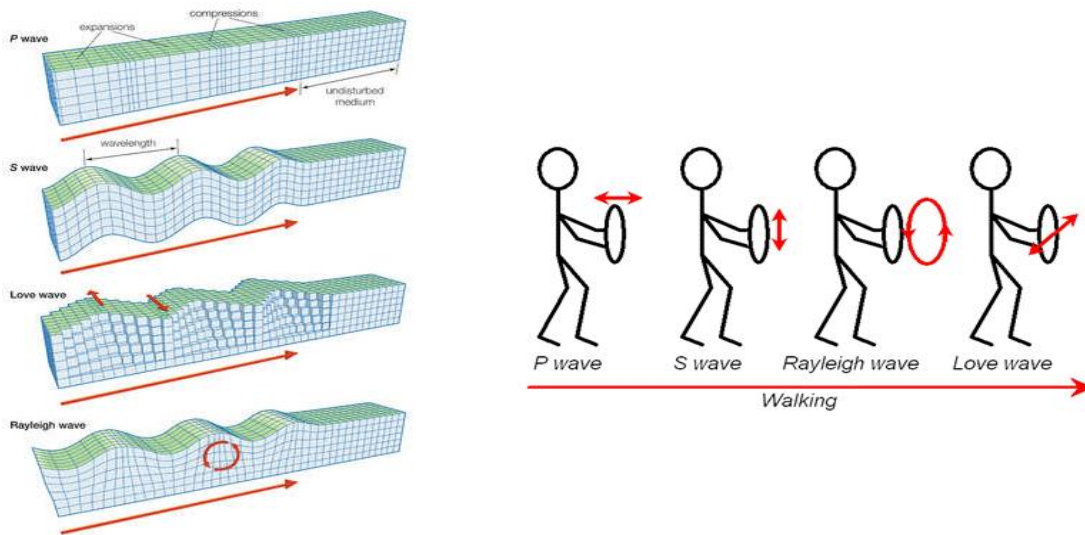 compressions
expansions
P wave
undisturbed
medium
wavelength
S wave
Love wave
Rayleigh wave
P wave
S wave
Rayleigh wave
Love wave
Walking